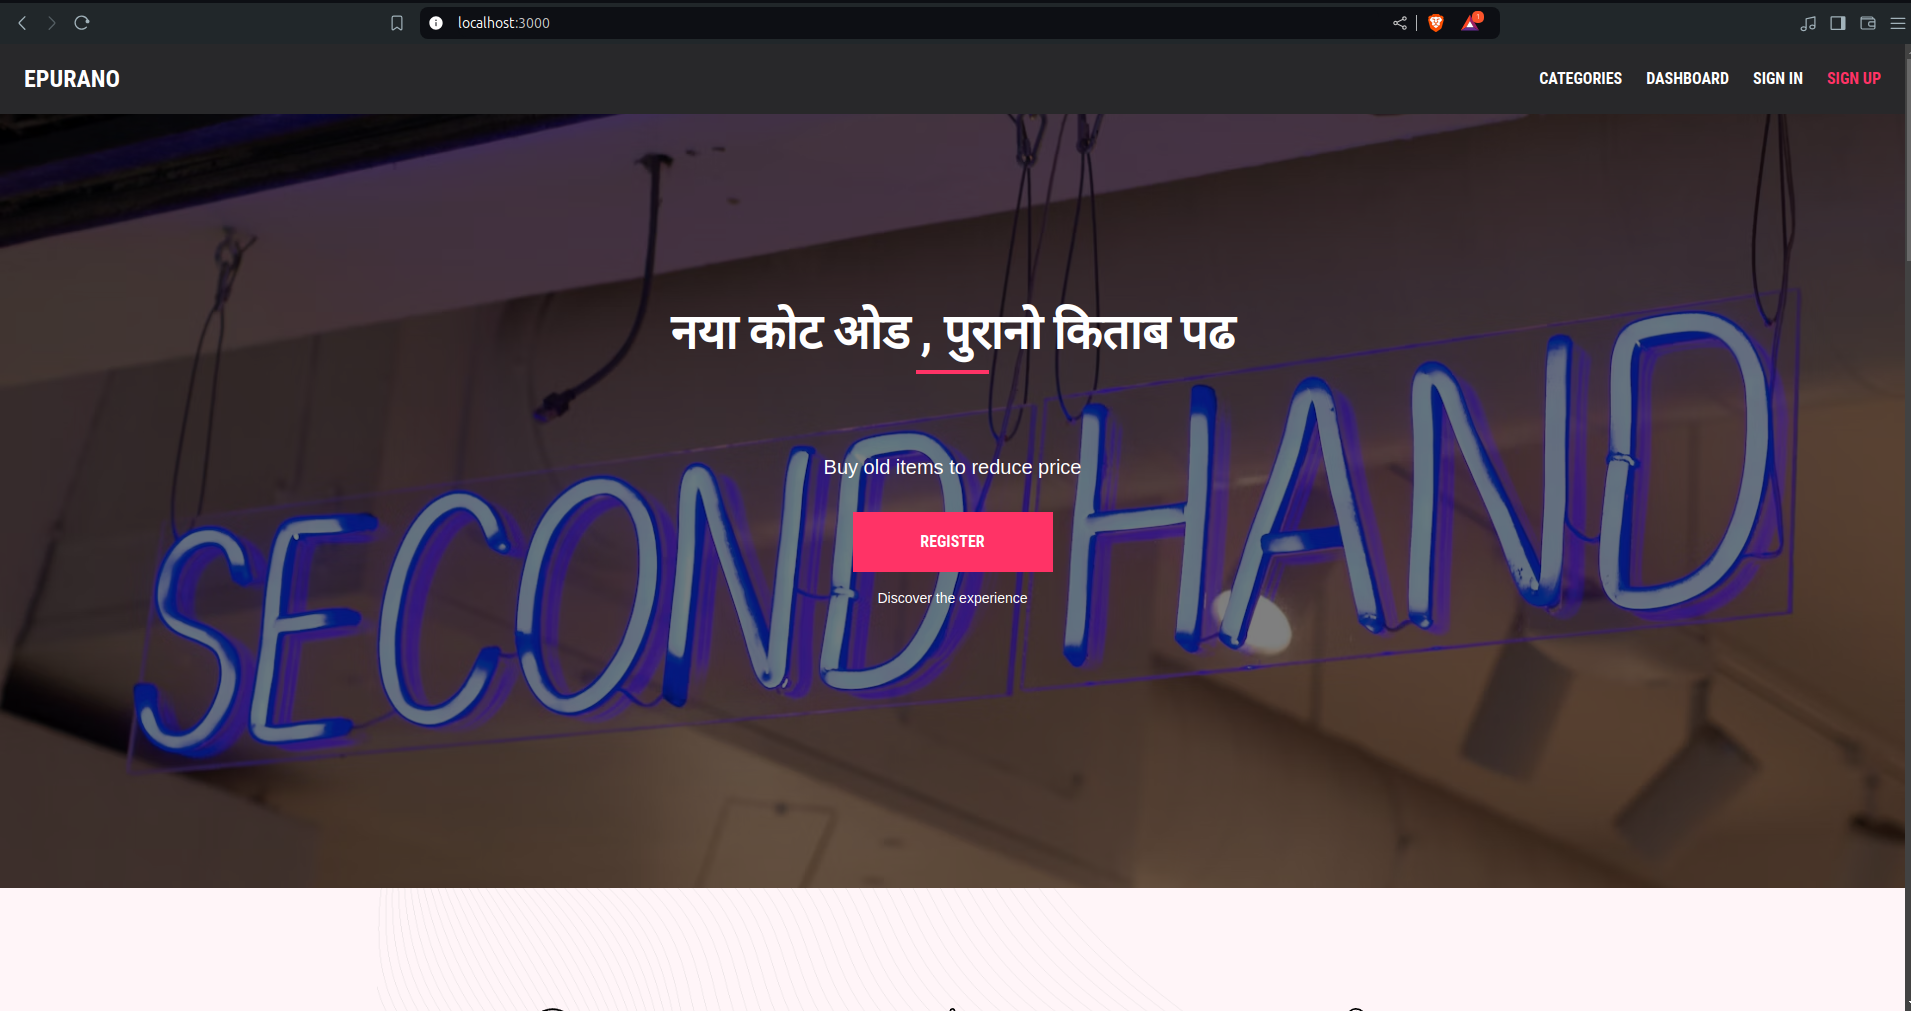 localhost:3000
1
EPURANO
CATEGORIES DASHBOARD SIGN IN SIGN UP
नया कोट ओड , पुरानो किताब पढ
Buy old items to reduce price
REGISTER
Discover the experience
SECOND HAND